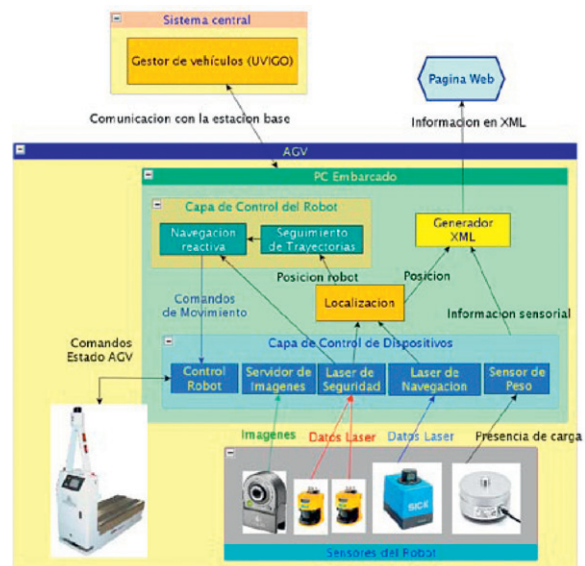 Sistema central
Gestor de vehículos (UVIGO)
Pagina Web
Comunicacion con la estacion base
Informacion en XML
AGV
PC Embarcado
Capa de Control del Robot
Navegacion
reactiva
Seguimiento
de Trayectorias
Generador
XML
Posicion robot
Posicion
Localizacion
Comandos
de Movimiento
Informacion sensorial
Comandos
Estado AGV
Capa de Control de Dispositivos
Control
Robot
Servidor de
Imagenes
Laser de
Seguridad
Laser de
Navegacion
Sensor de
Peso
Imagenes
Datos Laser
Datos Laser
Presencia de carga
Sensores del Robot